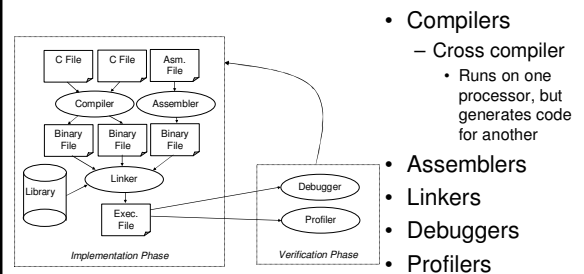 C File C File Asm.
File
Compiler Assembler
Binary Binary Binary
File File File
Library
Linker
Exec.
File
Implementation Phase
Debugger
Profiler
Verification Phase
• Compilers
– Cross compiler
• Runs on one
processor, but
generates code
for another
• Assemblers
• Linkers
• Debuggers
• Profilers